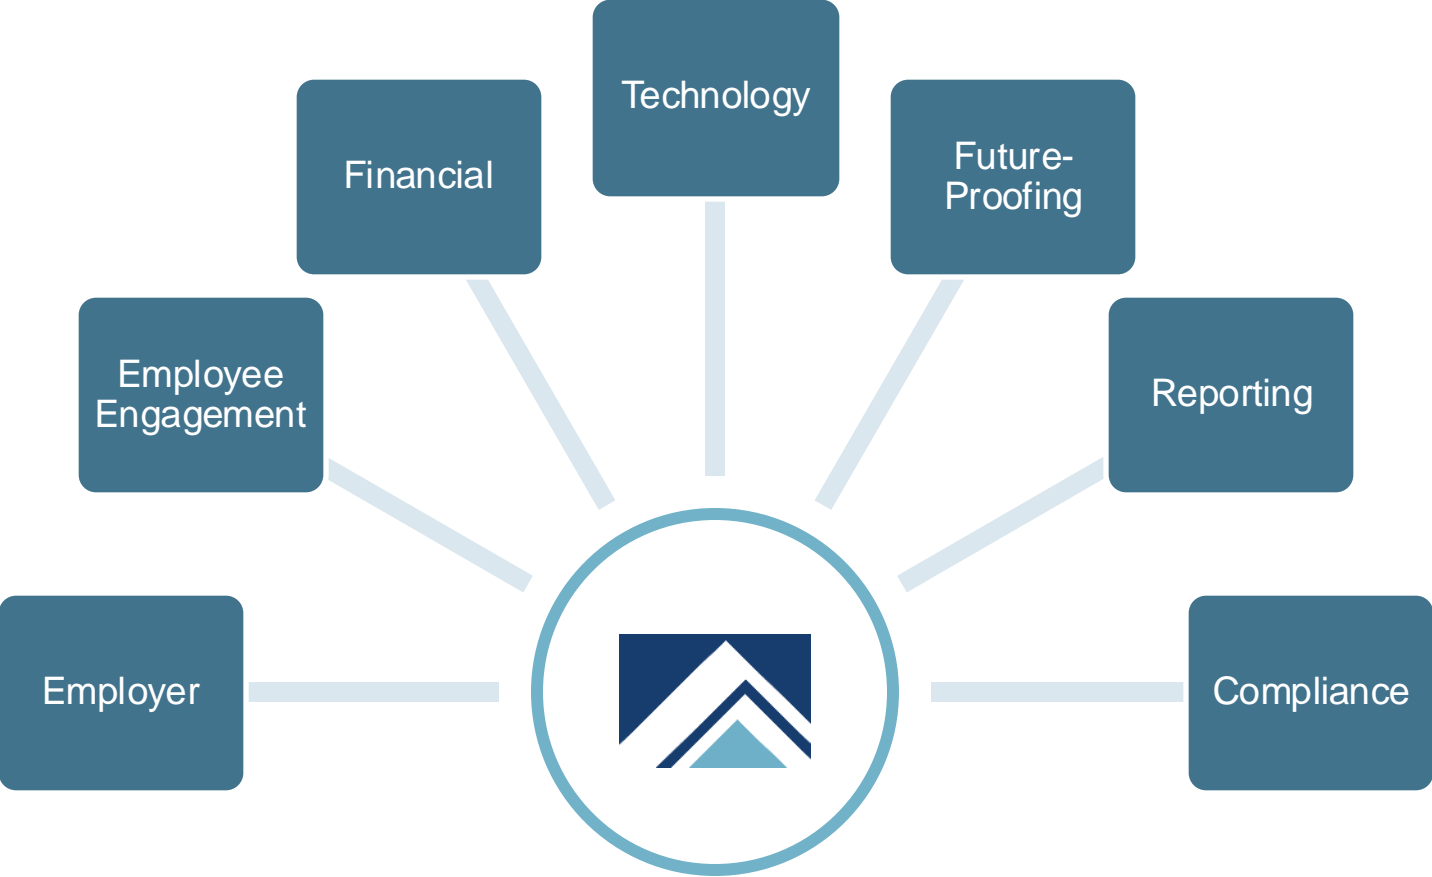 Technology
Financial
Future-
Proofing
Employee
Engagement
Reporting
Employer
Compliance